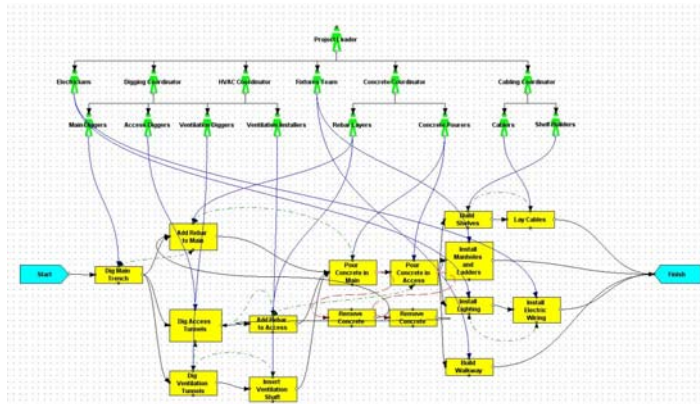 Project Leader
Electricians
Digging Coordinator
HVAC Coordinator
Fixtures Team
Concrete Coordinator
Cabling Coordinator
Main Diggers
Access Diggers
Ventilation Diggers
Ventilation Installers
Rebar Layers
Concrete Pourers
Cablers
Shelf Builders
Add Rebar
to Main
Build
Shelves
Lay Cables
Start
Dig Main
Trench
Pour
Concrete in
Main
Pour
Concrete in
Access
Install
Manholes
and
Ladders
Finish
Dig Access
Tunnels
Add Rebar
to Access
Remove
Concrete
Remove
Concrete
Install
Lighting
Install
Electric
Wiring
Dig
Ventilation
Tunnels
Insert
Ventilation
Shaft
Build
Walkway